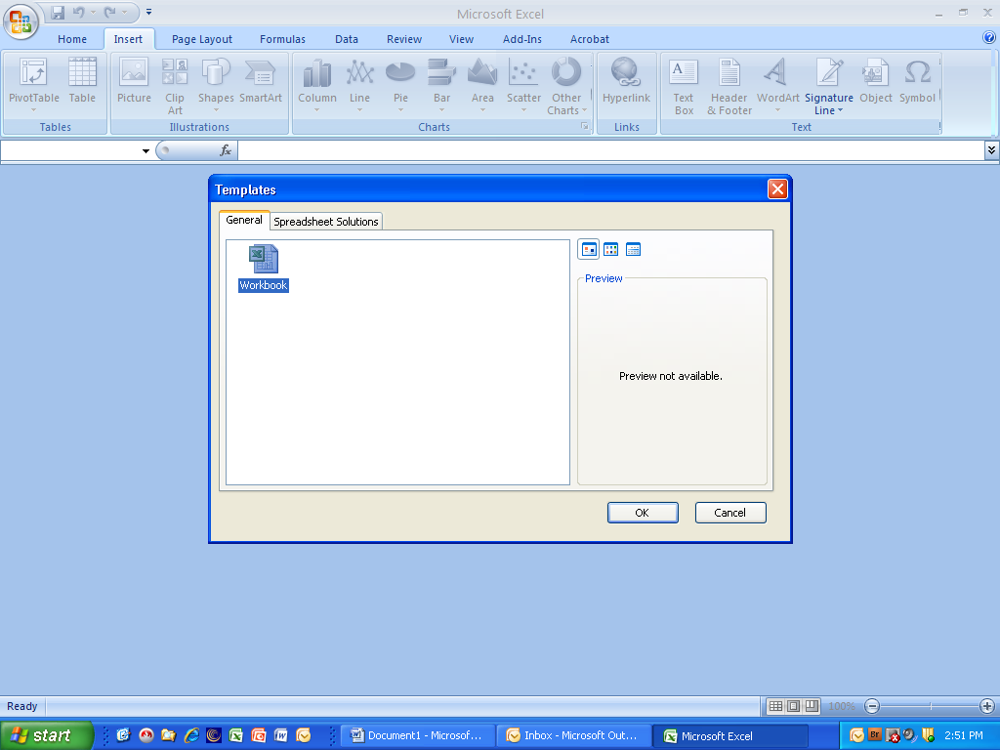 Microsoft Excel
Home Insert Page Layout Formulas Data Review View Add-Ins Acrobat
PivotTable Table Picture Clip Art Shapes SmartArt Column Line Pie Bar Area Scatter Other Charts Hyperlink Text Box Header & Footer WordArt Signature Line Object Symbol
Tables Illustrations Charts Links Text
fx
Templates
General Spreadsheet Solutions
Workbook
Preview
Preview not available.
OK Cancel
Ready 100%
start Document1 - Microsof... Inbox - Microsoft Out... Microsoft Excel Br 2:51 PM